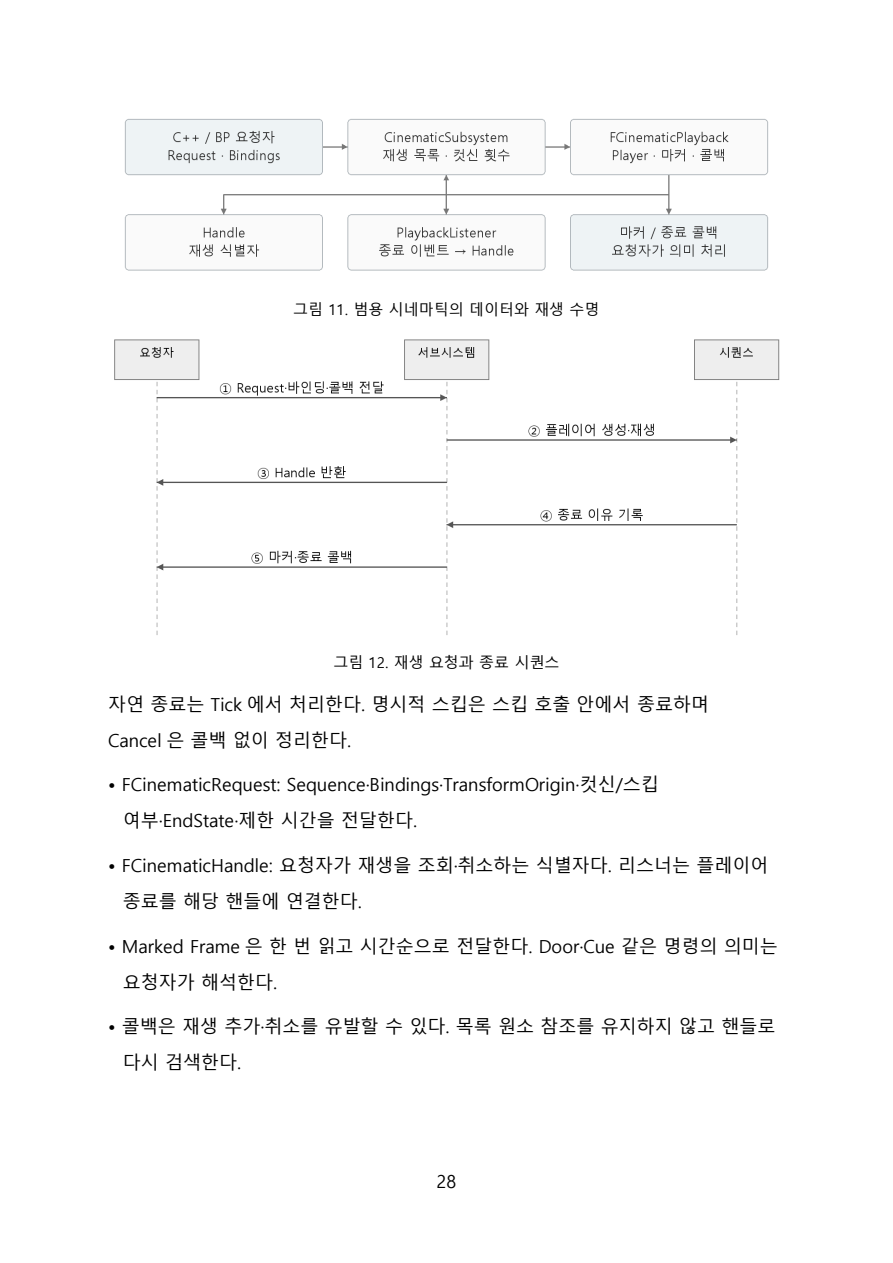 C++ / BP 요청자
Request · Bindings
CinematicSubsystem
재생 목록 · 컷신 횟수
FCinematicPlayback
Player · 마커 · 콜백
Handle
재생 식별자
PlaybackListener
종료 이벤트 → Handle
마커 / 종료 콜백
요청자가 의미 처리
그림 11. 범용 시네마틱의 데이터와 재생 수명
요청자
서브시스템
시퀀스
① Request·바인딩·콜백 전달
② 플레이어 생성·재생
③ Handle 반환
④ 종료 이유 기록
⑤ 마커·종료 콜백
그림 12. 재생 요청과 종료 시퀀스
자연 종료는 Tick 에서 처리한다. 명시적 스킵은 스킵 호출 안에서 종료하며
Cancel 은 콜백 없이 정리한다.
• FCinematicRequest: Sequence·Bindings·TransformOrigin·컷신/스킵
여부·EndState·제한 시간을 전달한다.
• FCinematicHandle: 요청자가 재생을 조회·취소하는 식별자다. 리스너는 플레이어
종료를 해당 핸들에 연결한다.
• Marked Frame 은 한 번 읽고 시간순으로 전달한다. Door·Cue 같은 명령의 의미는
요청자가 해석한다.
• 콜백은 재생 추가·취소를 유발할 수 있다. 목록 원소 참조를 유지하지 않고 핸들로
다시 검색한다.
28